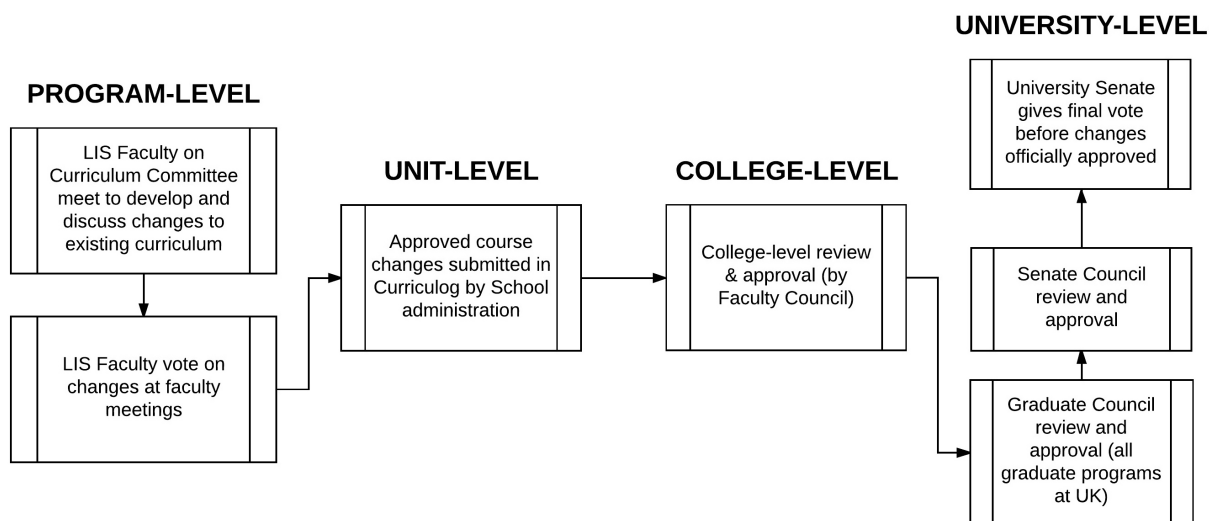 PROGRAM-LEVEL
LIS Faculty on
Curriculum Committee
meet to develop and
discuss changes to
existing curriculum
LIS Faculty vote on
changes at faculty
meetings
UNIT-LEVEL
Approved course
changes submitted in
Curriculog by School
administration
COLLEGE-LEVEL
College-level review
& approval (by
Faculty Council)
UNIVERSITY-LEVEL
University Senate
gives final vote
before changes
officially approved
Senate Council
review and
approval
Graduate Council
review and
approval (all
graduate programs
at UK)